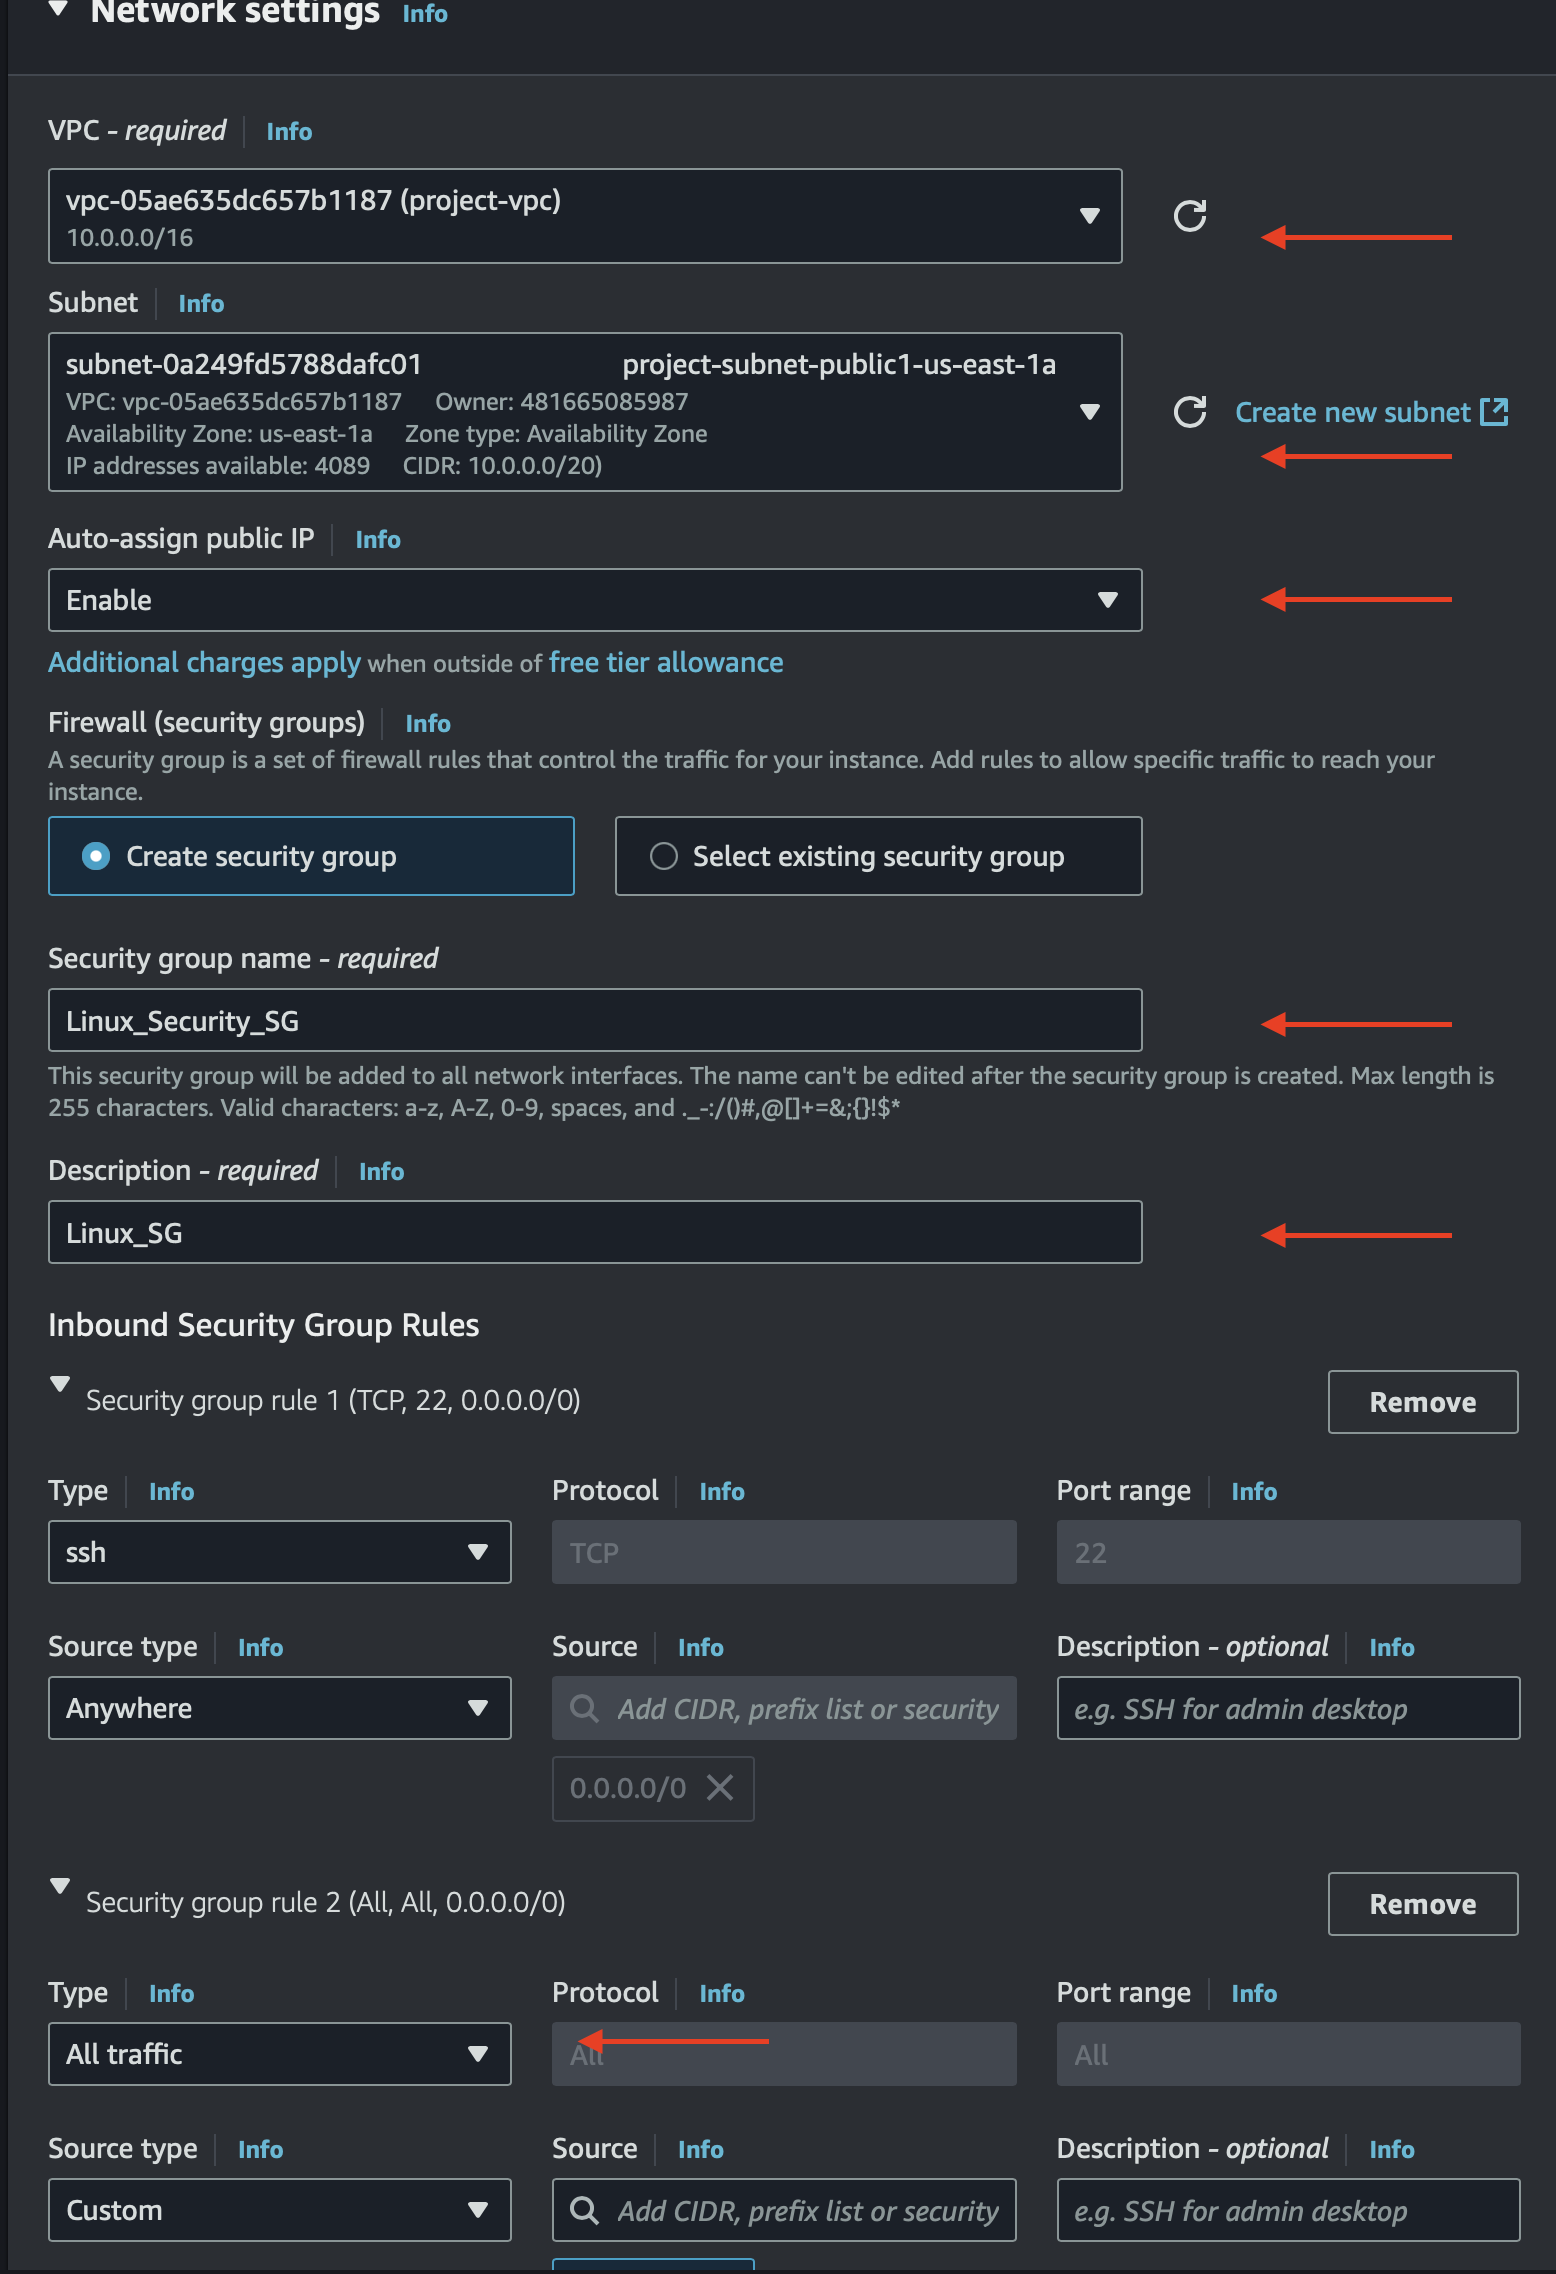 Network settings Info
VPC - required Info
vpc-05ae635dc657b1187 (project-vpc)
10.0.0.0/16
Subnet Info
subnet-0a249fd5788dafc01 project-subnet-public1-us-east-1a
VPC: vpc-05ae635dc657b1187 Owner: 481665085987
Availability Zone: us-east-1a Zone type: Availability Zone
IP addresses available: 4089 CIDR: 10.0.0.0/20)
Create new subnet
Auto-assign public IP Info
Enable
Additional charges apply when outside of free tier allowance
Firewall (security groups) Info
A security group is a set of firewall rules that control the traffic for your instance. Add rules to allow specific traffic to reach your
instance.
Create security group Select existing security group
Security group name - required
Linux_Security_SG
This security group will be added to all network interfaces. The name can't be edited after the security group is created. Max length is
255 characters. Valid characters: a-z, A-Z, 0-9, spaces, and ._-:/()#,@[]+=&;{}!$*
Description - required Info
Linux_SG
Inbound Security Group Rules
Security group rule 1 (TCP, 22, 0.0.0.0/0) Remove
Type Info Protocol Info Port range Info
ssh TCP 22
Source type Info Source Info Description - optional Info
Anywhere Add CIDR, prefix list or security e.g. SSH for admin desktop
0.0.0.0/0
Security group rule 2 (All, All, 0.0.0.0/0) Remove
Type Info Protocol Info Port range Info
All traffic All All
Source type Info Source Info Description - optional Info
Custom Add CIDR, prefix list or security e.g. SSH for admin desktop